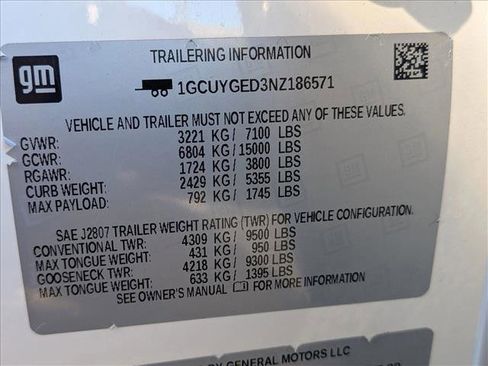 gm
TRAILERING INFORMATION
1GCUYGED3NZ186571
VEHICLE AND TRAILER MUST NOT EXCEED ANY OF THESE VALUES.
GVWR: 3221 KG/ 7100 LBS
GCWR: 6804 KG/15000 LBS
RGAWR: 1724 KG/ 3800 LBS
CURB WEIGHT: 2429 KG/ 5355 LBS
MAX PAYLOAD: 792 KG/ 1745 LBS
SAE J2807 TRAILER WEIGHT RATING (TWR) FOR VEHICLE CONFIGURATION.
CONVENTIONAL TWR: 4309 KG/ 9500 LBS
MAX TONGUE WEIGHT: 431 KG/ 950 LBS
GOOSENECK TWR: 4218 KG/ 9300 LBS
MAX TONGUE WEIGHT: 633 KG/ 1395 LBS
SEE OWNER'S MANUAL FOR MORE INFORMATION
BY GENERAL MOTORS LLC